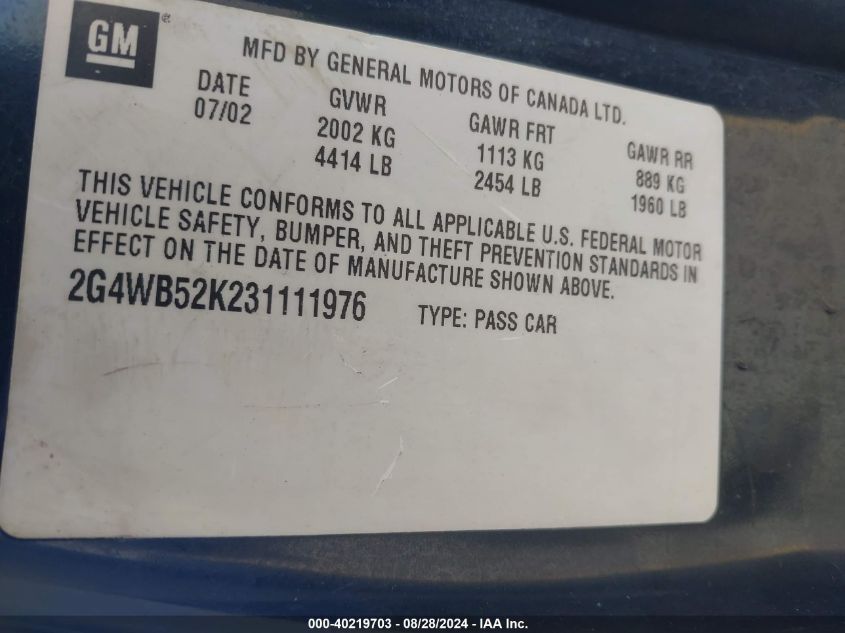 GM®
MFD BY GENERAL MOTORS OF CANADA LTD.
DATE GVWR GAWR FRT GAWR RR
07/02 2002 KG 1113 KG 889 KG
4414 LB 2454 LB 1960 LB
THIS VEHICLE CONFORMS TO ALL APPLICABLE U.S. FEDERAL MOTOR
VEHICLE SAFETY, BUMPER, AND THEFT PREVENTION STANDARDS IN
EFFECT ON THE DATE OF MANUFACTURE SHOWN ABOVE.
2G4WB52K231111976 TYPE: PASS CAR
000-40219703 - 08/28/2024 - IAA Inc.